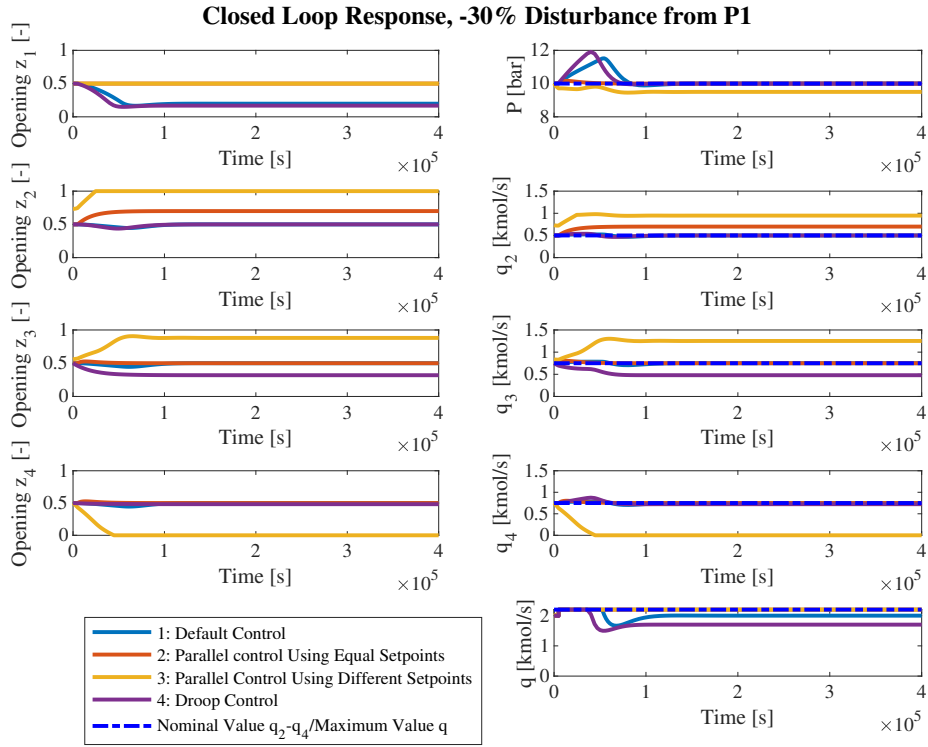 Closed Loop Response, -30% Disturbance from P1
Opening z1 [-]
1
0.5
0
0 1 2 3 4
Time [s]
×10^5
P [bar]
12
10
8
0 1 2 3 4
Time [s]
×10^5
Opening z2 [-]
1
0.5
0
0 1 2 3 4
Time [s]
×10^5
q2 [kmol/s]
1.5
1
0.5
0
0 1 2 3 4
Time [s]
×10^5
Opening z3 [-]
1
0.5
0
0 1 2 3 4
Time [s]
×10^5
q3 [kmol/s]
1.5
1
0.5
0
0 1 2 3 4
Time [s]
×10^5
Opening z4 [-]
1
0.5
0
0 1 2 3 4
Time [s]
×10^5
q4 [kmol/s]
1.5
1
0.5
0
0 1 2 3 4
Time [s]
×10^5
q [kmol/s]
2
1
0
0 1 2 3 4
Time [s]
×10^5
1: Default Control
2: Parallel control Using Equal Setpoints
3: Parallel Control Using Different Setpoints
4: Droop Control
Nominal Value q2-q4/Maximum Value q